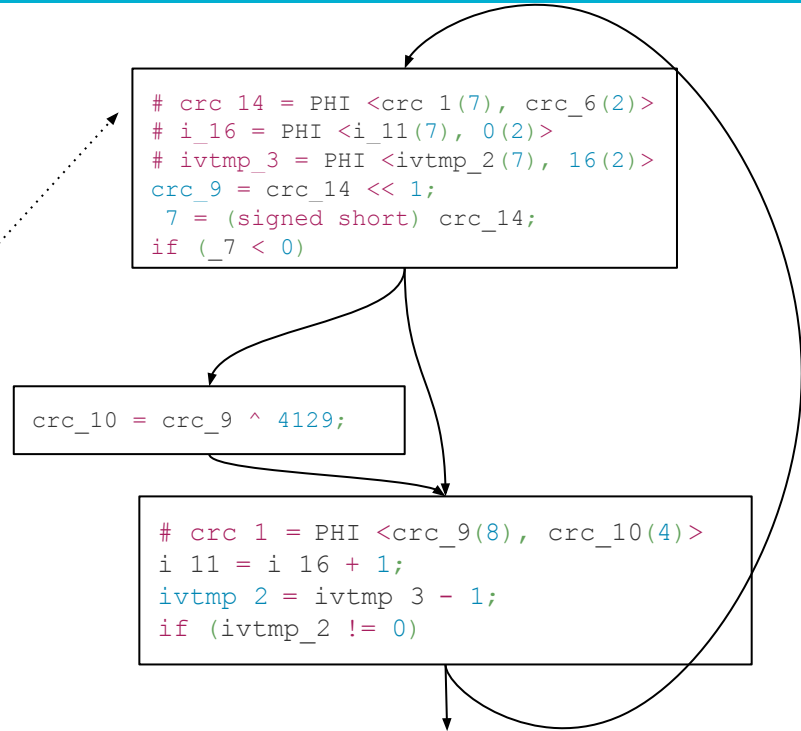 # crc 14 = PHI <crc 1(7), crc_6(2)>
# i_16 = PHI <i_11(7), 0(2)>
# ivtmp_3 = PHI <ivtmp_2(7), 16(2)>
crc_9 = crc_14 << 1;
7 = (signed short) crc_14;
if (_7 < 0)
crc_10 = crc_9 ^ 4129;
# crc 1 = PHI <crc_9(8), crc_10(4)>
i 11 = i 16 + 1;
ivtmp 2 = ivtmp 3 - 1;
if (ivtmp_2 != 0)